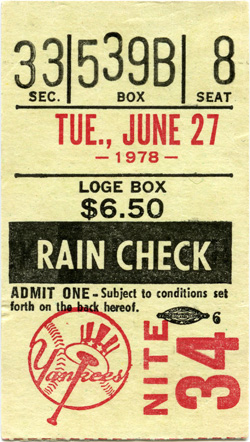 33 539B 8
SEC. BOX SEAT
TUE., JUNE 27
- 1978 -
LOGE BOX
$6.50
RAIN CHECK
ADMIT ONE - Subject to conditions set
forth on the back hereof.
Yankees
NITE
34
6